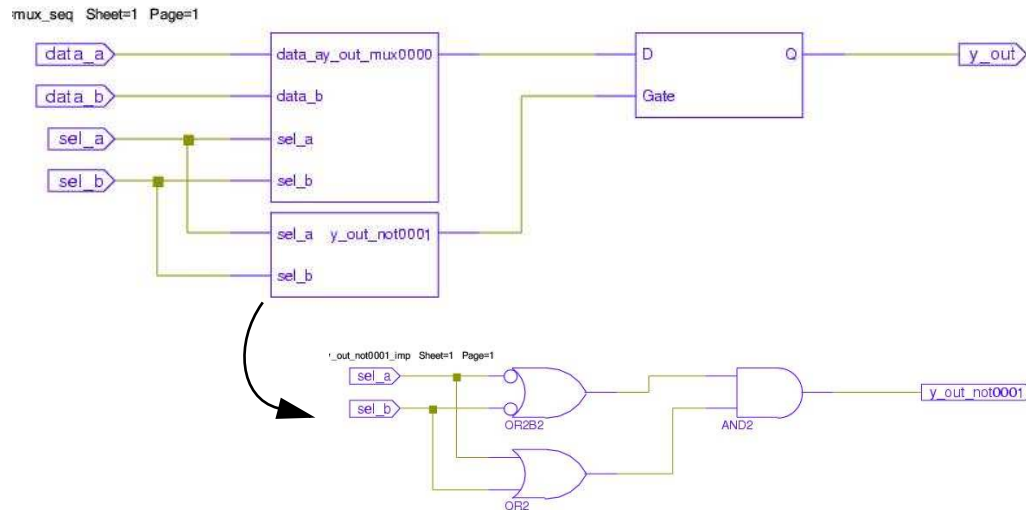 mux_seq Sheet=1 Page=1
data_a
data_b
sel_a
sel_b
data_ay_out_mux0000
data_b
sel_a
sel_b
sel_a y_out_not0001
sel_b
D Q
Gate
y_out
y_out_not0001_imp Sheet=1 Page=1
sel_a
sel_b
OR2B2
OR2
AND2
y_out_not0001